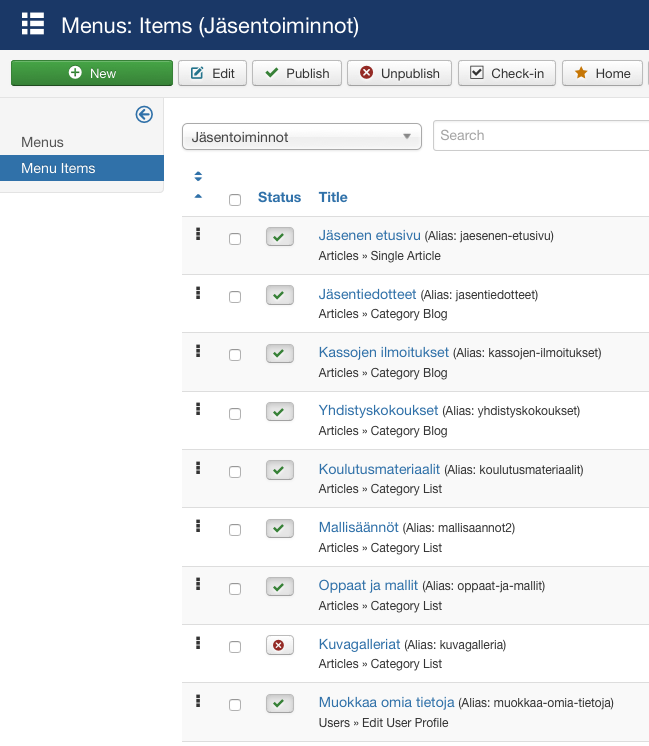 Menus: Items (Jäsentoiminnot)
New Edit Publish Unpublish Check-in Home
Menus
Menu Items
Jäsentoiminnot Search
Status Title
Jäsenen etusivu (Alias: jaesenen-etusivu)
Articles » Single Article
Jäsentiedotteet (Alias: jasentiedotteet)
Articles » Category Blog
Kassojen ilmoitukset (Alias: kassojen-ilmoitukset)
Articles » Category Blog
Yhdistyskokoukset (Alias: yhdistyskokoukset)
Articles » Category Blog
Koulutusmateriaalit (Alias: koulutusmateriaalit)
Articles » Category List
Mallisäännöt (Alias: mallisaannot2)
Articles » Category List
Oppaat ja mallit (Alias: oppaat-ja-mallit)
Articles » Category List
Kuvagalleriat (Alias: kuvagalleria)
Articles » Category List
Muokkaa omia tietoja (Alias: muokkaa-omia-tietoja)
Users » Edit User Profile